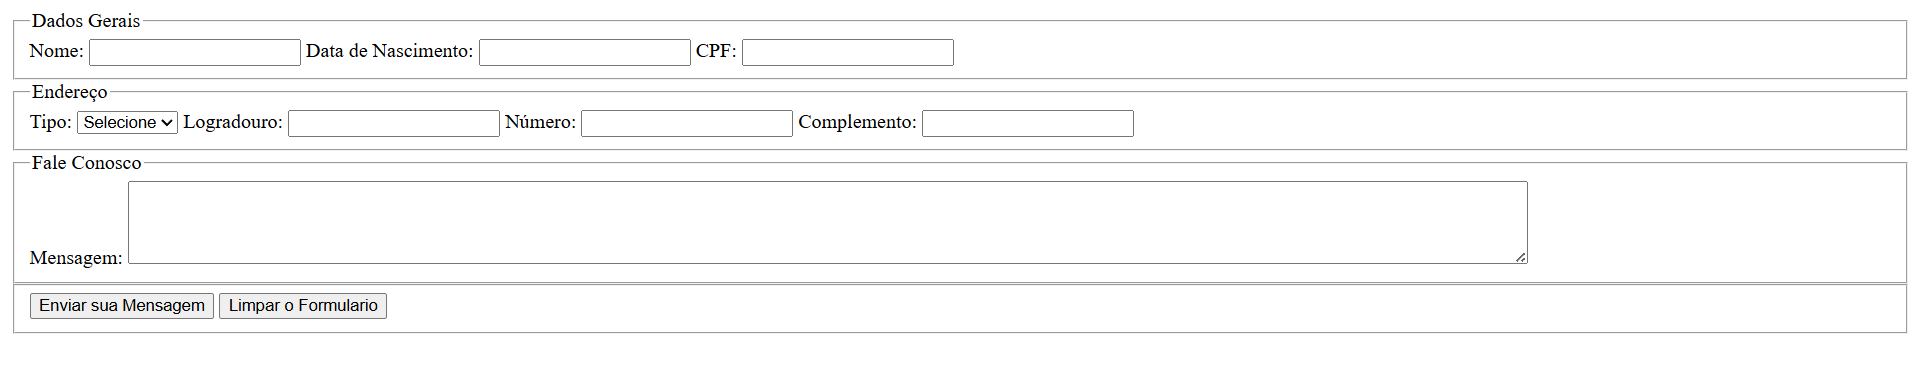 Dados Gerais
Nome: Data de Nascimento: CPF:
Endereço
Tipo: Selecione Logradouro: Número: Complemento:
Fale Conosco
Mensagem:
Enviar sua Mensagem Limpar o Formulario